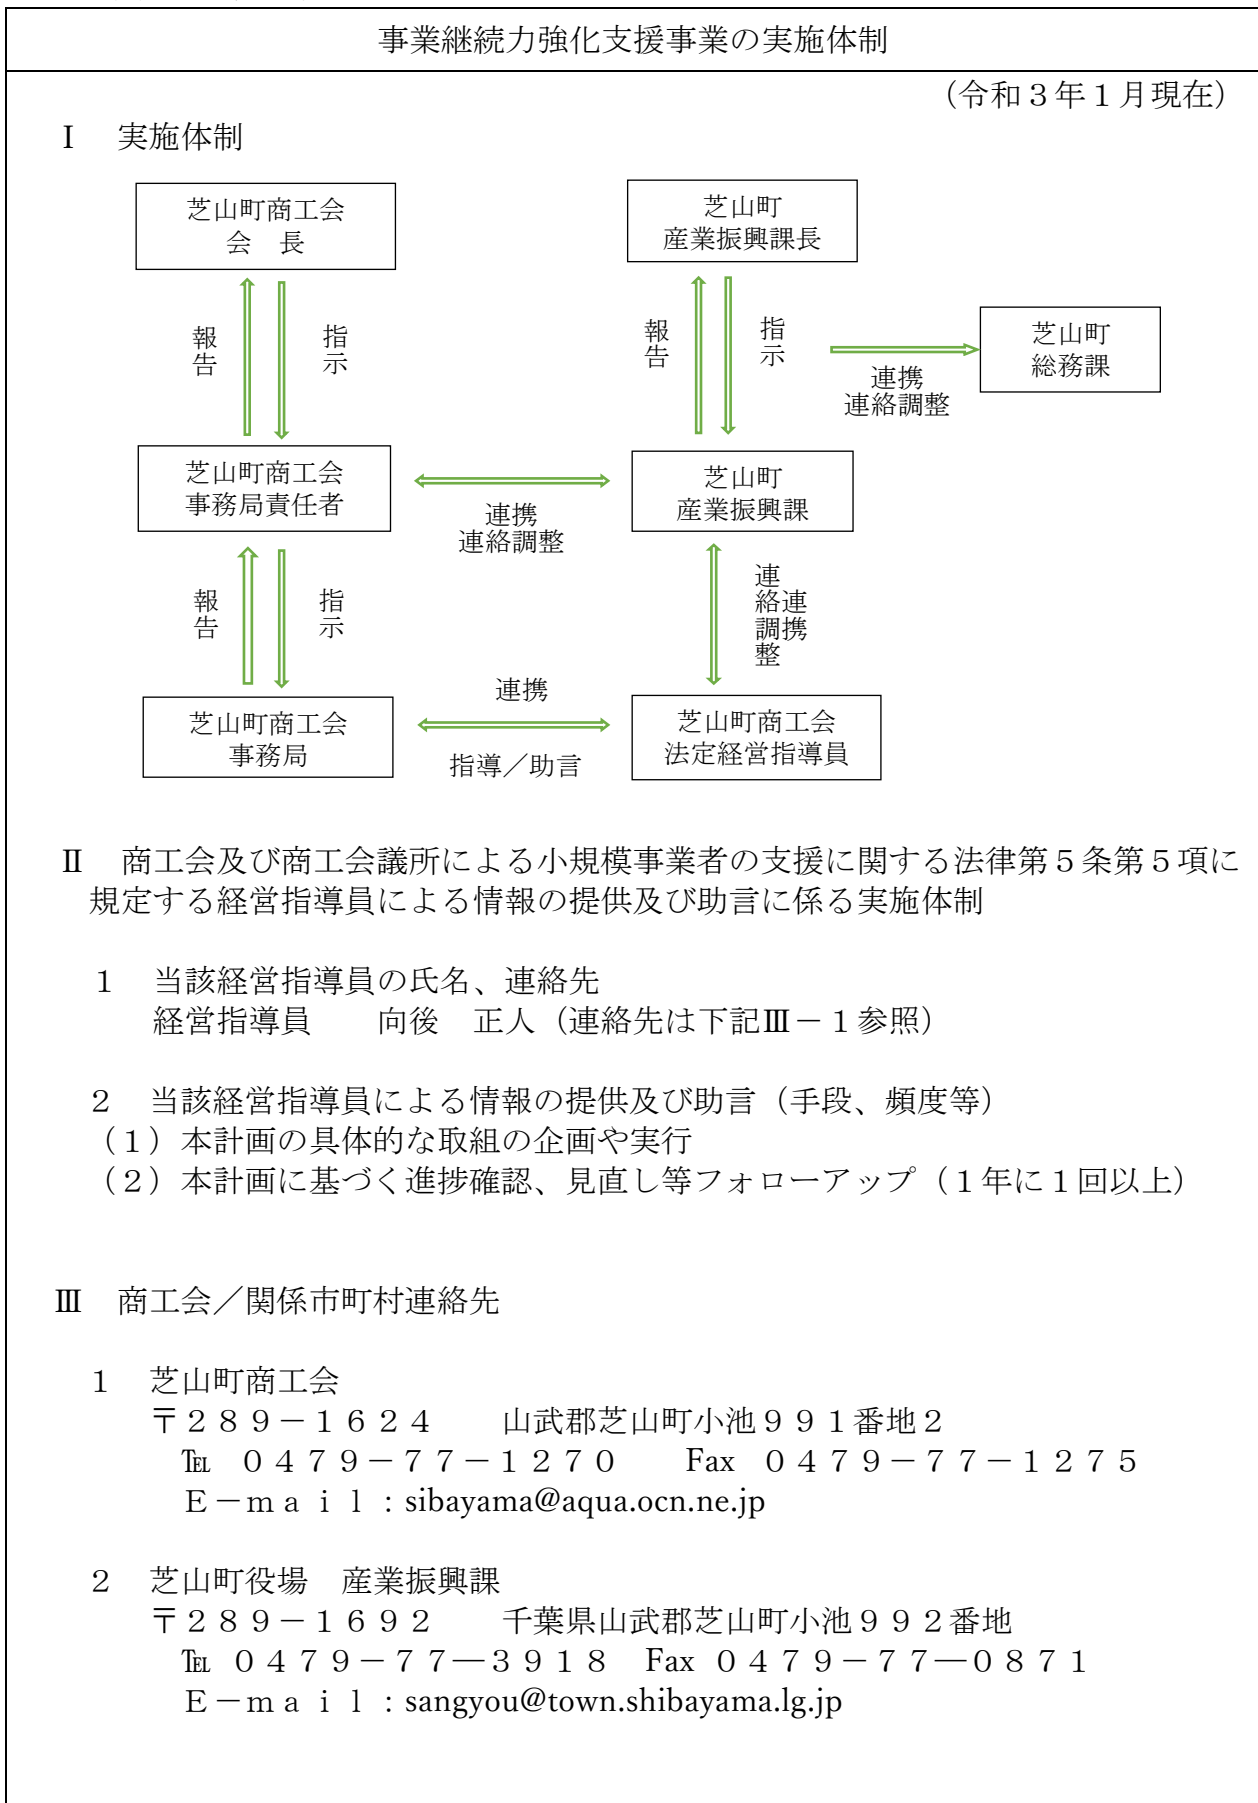 事業継続力強化支援事業の実施体制
（令和３年１月現在）
Ⅰ　実施体制
芝山町商工会
会　長
芝山町
産業振興課長
報告
指示
報告
指示
芝山町
総務課
連携
連絡調整
芝山町商工会
事務局責任者
連携
連絡調整
芝山町
産業振興課
報告
指示
連絡調整
連携
芝山町商工会
事務局
連携
指導／助言
芝山町商工会
法定経営指導員
Ⅱ　商工会及び商工会議所による小規模事業者の支援に関する法律第５条第５項に
規定する経営指導員による情報の提供及び助言に係る実施体制
１　当該経営指導員の氏名、連絡先
経営指導員　　向後　正人（連絡先は下記Ⅲ－１参照）
２　当該経営指導員による情報の提供及び助言（手段、頻度等）
（１）本計画の具体的な取組の企画や実行
（２）本計画に基づく進捗確認、見直し等フォローアップ（１年に１回以上）
Ⅲ　商工会／関係市町村連絡先
１　芝山町商工会
〒２８９－１６２４　　山武郡芝山町小池９９１番地２
℡　０４７９－７７－１２７０　　Fax　０４７９－７７－１２７５
Ｅ－ｍａｉｌ：sibayama@aqua.ocn.ne.jp
２　芝山町役場　産業振興課
〒２８９－１６９２　　千葉県山武郡芝山町小池９９２番地
℡ ０４７９－７７―３９１８　Fax ０４７９－７７―０８７１
Ｅ－ｍａｉｌ：sangyou@town.shibayama.lg.jp